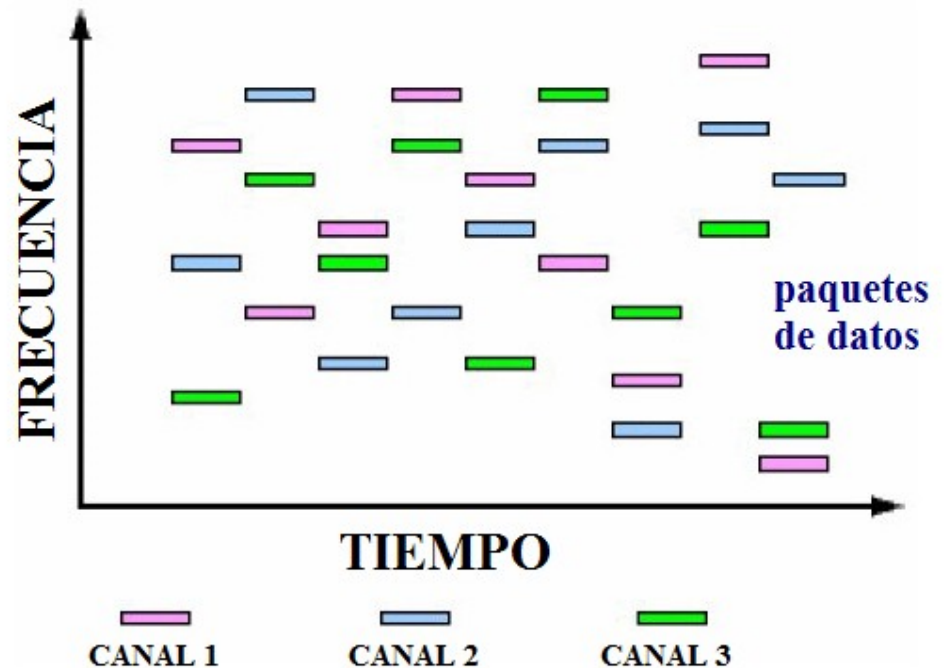 FRECUENCIA
paquetes
de datos
TIEMPO
CANAL 1
CANAL 2
CANAL 3